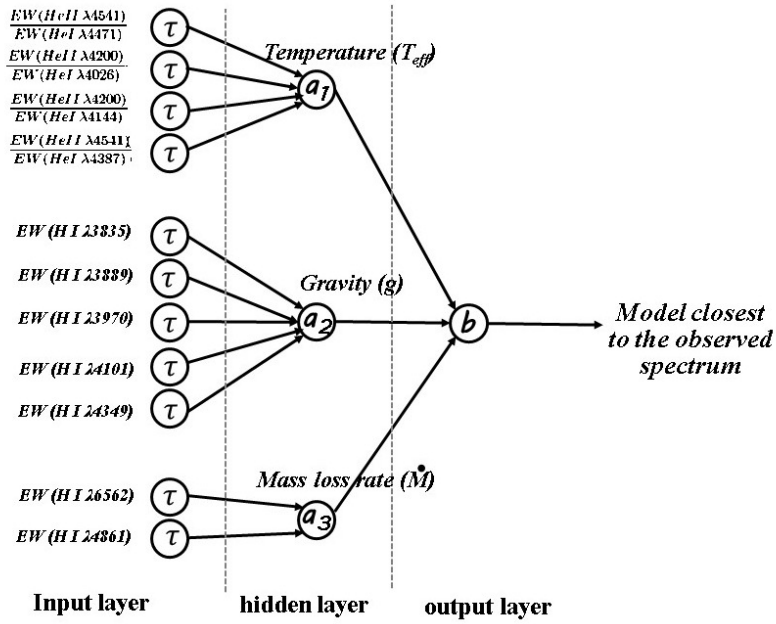 EW(HeII λ4541)
EW(HeI λ4471)
EW(HeII λ4200)
EW(HeI λ4026)
EW(HeII λ4200)
EW(HeI λ4144)
EW(HeII λ4541)
EW(HeI λ4387)
τ
τ
τ
τ
Temperature (T_eff)
a₁
EW(H I λ3835)
EW(H I λ3889)
EW(H I λ3970)
EW(H I λ4101)
EW(H I λ4349)
τ
τ
τ
τ
τ
Gravity (g)
a₂
b
Model closest
to the observed
spectrum
EW(H I λ6562)
EW(H I λ4861)
τ
τ
Mass loss rate (Ṁ)
a₃
Input layer
hidden layer
output layer